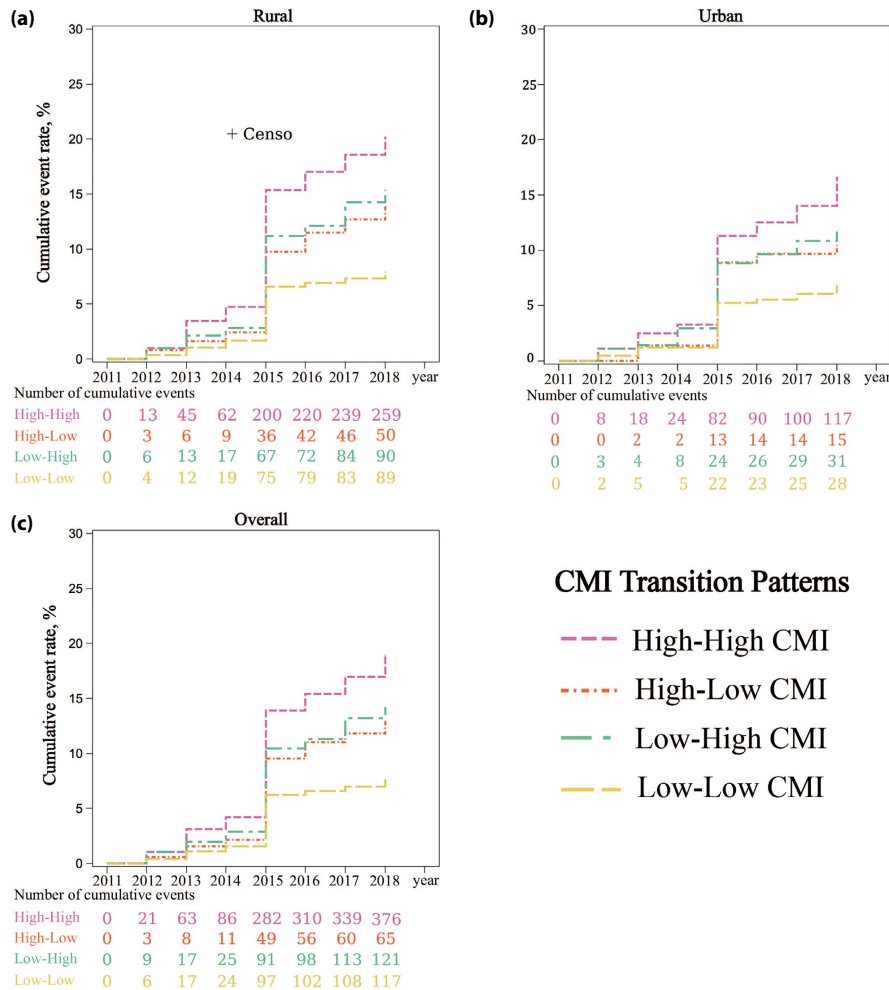 (a)
Rural
30
25
20
15
10
5
0
Cumulative event rate, %
+ Censo
2011 2012 2013 2014 2015 2016 2017 2018 year
Number of cumulative events
High-High 0 13 45 62 200 220 239 259
High-Low 0 3 6 9 36 42 46 50
Low-High 0 6 13 17 67 72 84 90
Low-Low 0 4 12 19 75 79 83 89
(b)
Urban
30
25
20
15
10
5
0
2011 2012 2013 2014 2015 2016 2017 2018 year
Number of cumulative events
0 8 18 24 82 90 100 117
0 0 2 2 13 14 14 15
0 3 4 8 24 26 29 31
0 2 5 5 22 23 25 28
(c)
Overall
30
25
20
15
10
5
0
Cumulative event rate, %
2011 2012 2013 2014 2015 2016 2017 2018 year
Number of cumulative events
High-High 0 21 63 86 282 310 339 376
High-Low 0 3 8 11 49 56 60 65
Low-High 0 9 17 25 91 98 113 121
Low-Low 0 6 17 24 97 102 108 117
CMI Transition Patterns
High-High CMI
High-Low CMI
Low-High CMI
Low-Low CMI